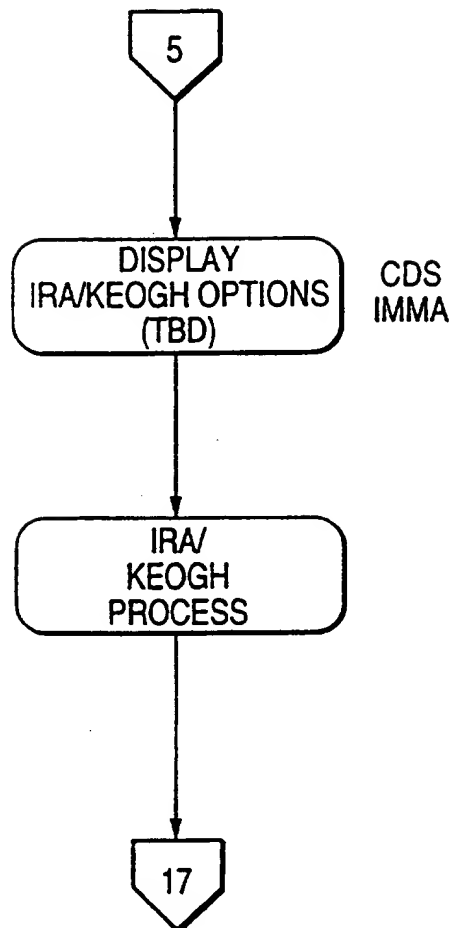 5
DISPLAY
IRA/KEOGH OPTIONS
(TBD)
CDS
IMMA
IRA/
KEOGH
PROCESS
17